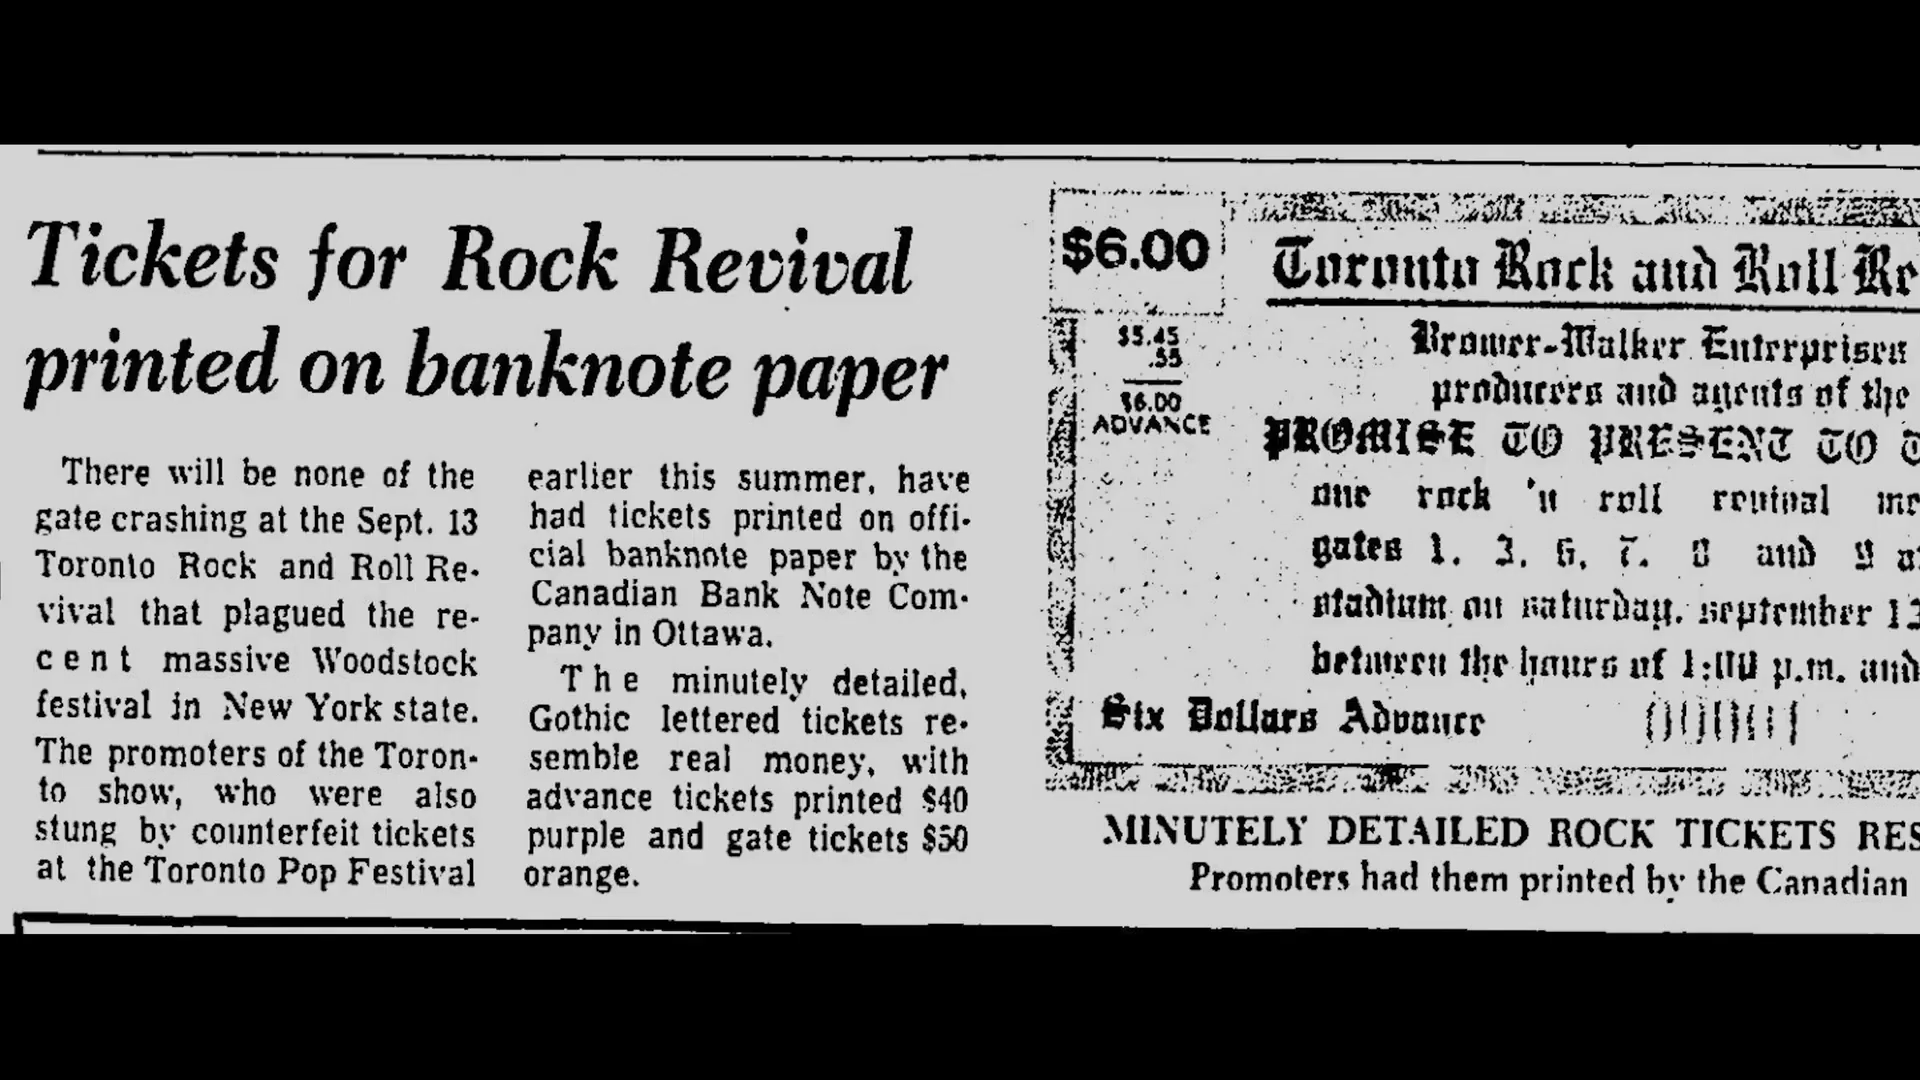 Tickets for Rock Revival
printed on banknote paper
There will be none of the
gate crashing at the Sept. 13
Toronto Rock and Roll Re-
vival that plagued the re-
cent massive Woodstock
festival in New York state.
The promoters of the Toron-
to show, who were also
stung by counterfeit tickets
at the Toronto Pop Festival
earlier this summer, have
had tickets printed on offi-
cial banknote paper by the
Canadian Bank Note Com-
pany in Ottawa.
The minutely detailed,
Gothic lettered tickets re-
semble real money, with
advance tickets printed $40
purple and gate tickets $50
orange.
$6.00
$5.45
.55
$6.00
ADVANCE
Toronto Rock and Roll Re
Brower-Walker Enterprises
producers and agents of the
PROMISE TO PRESENT TO T
one rock 'n roll revival
gates 1, 3, 6, 7, 8 and 9
stadium on saturday, september 13
between the hours of 1:00 p.m. and
Six Dollars Advance
MINUTELY DETAILED ROCK TICKETS RES
Promoters had them printed by the Canadian